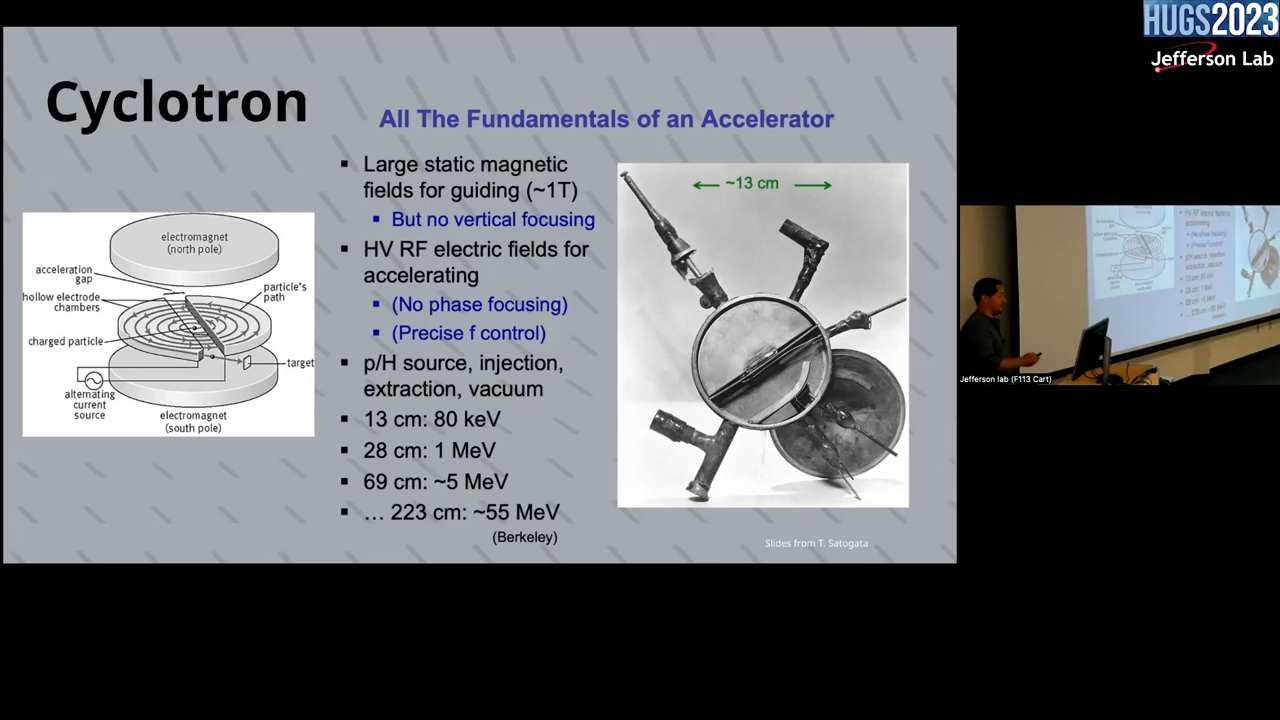 HUGS2023
Jefferson Lab
Cyclotron
All The Fundamentals of an Accelerator
▪ Large static magnetic
fields for guiding (~1T)
▪ But no vertical focusing
▪ HV RF electric fields for
accelerating
▪ (No phase focusing)
▪ (Precise f control)
▪ p/H source, injection,
extraction, vacuum
▪ 13 cm: 80 keV
▪ 28 cm: 1 MeV
▪ 69 cm: ~5 MeV
▪ … 223 cm: ~55 MeV
(Berkeley)
electromagnet
(north pole)
acceleration
gap
hollow electrode
chambers
particle's
path
charged particle
target
alternating
current
source
electromagnet
(south pole)
~13 cm
Slides from T. Satogata
Jefferson lab (F113 Cart)